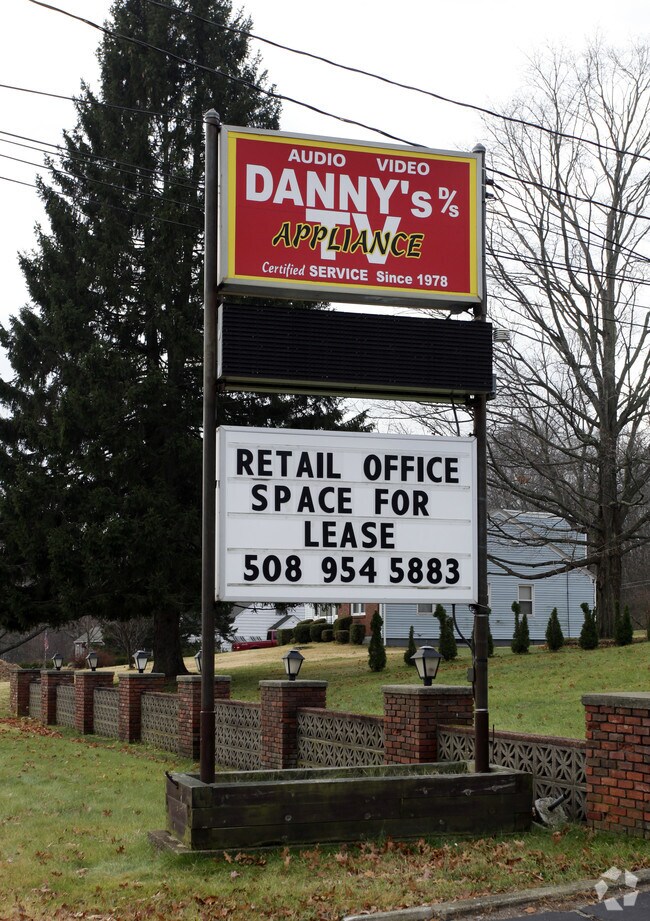 AUDIO VIDEO
DANNY'S D/S
TV
APPLIANCE
Certified SERVICE Since 1978
RETAIL OFFICE
SPACE FOR
LEASE
508 954 5883